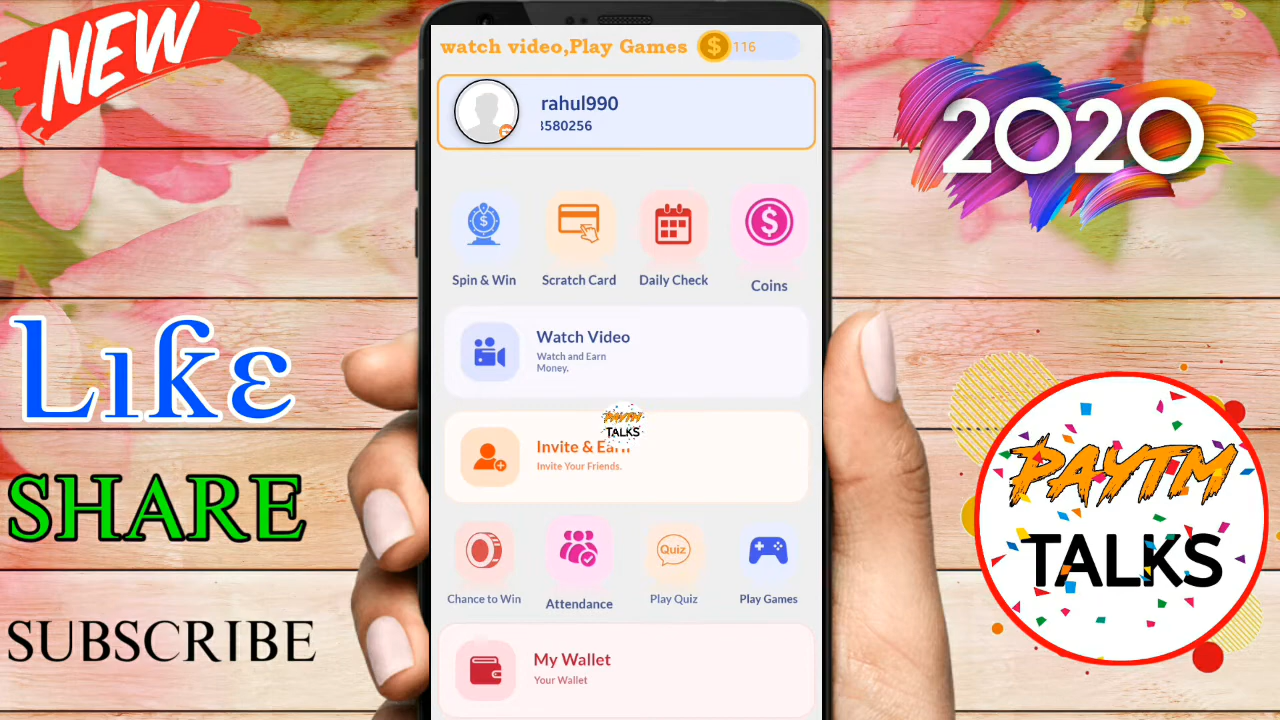 NEW
watch video,Play Games
116
rahul990
3580256
Spin & Win
Scratch Card
Daily Check
Coins
Watch Video
Watch and Earn
Money.
PAYTM
TALKS
Invite & Earn
Invite Your Friends.
Chance to Win
Attendance
Quiz
Play Quiz
Play Games
My Wallet
Your Wallet
Lıkε
SHARE
SUBSCRIBE
2020
PAYTM
TALKS